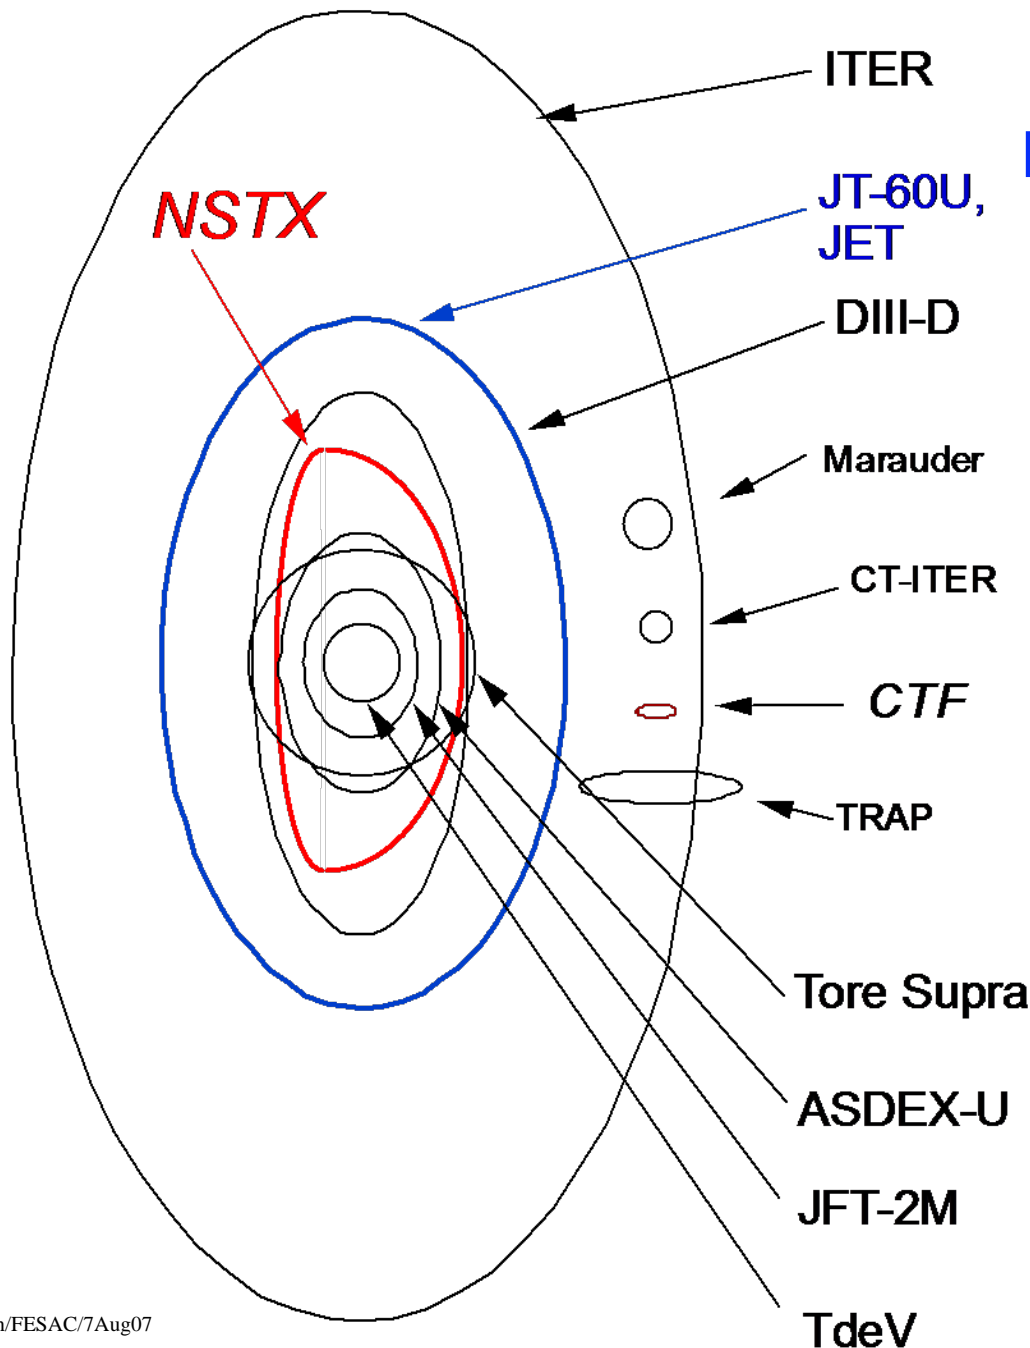 ITER
JT-60U,
JET
NSTX
DIII-D
Marauder
CT-ITER
CTF
TRAP
Tore Supra
ASDEX-U
JFT-2M
/FESAC/7Aug07
TdeV